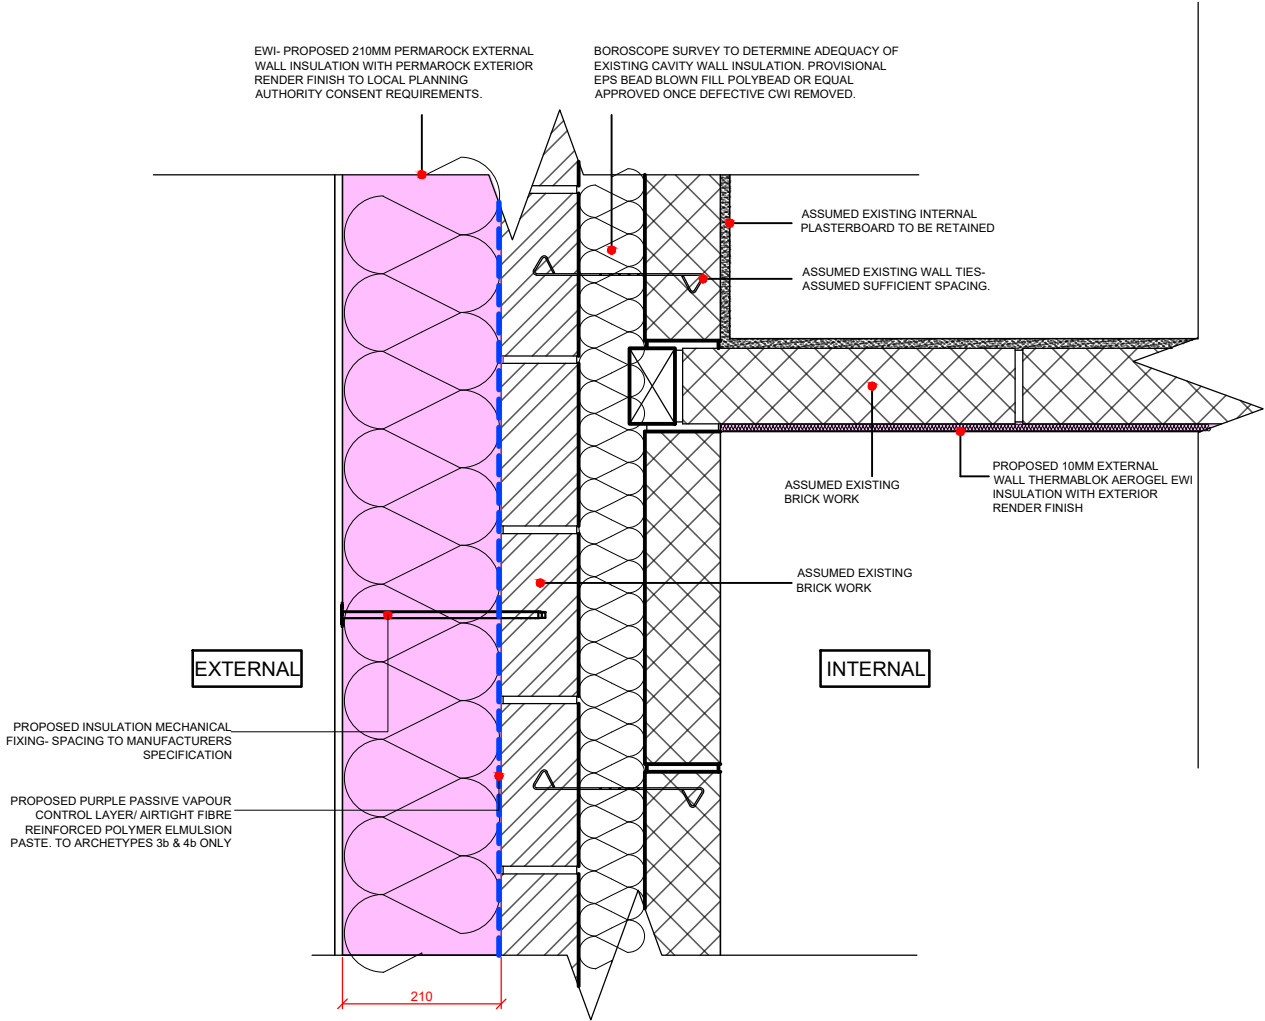 EWI- PROPOSED 210MM PERMAROCK EXTERNAL
WALL INSULATION WITH PERMAROCK EXTERIOR
RENDER FINISH TO LOCAL PLANNING
AUTHORITY CONSENT REQUIREMENTS.
BOROSCOPE SURVEY TO DETERMINE ADEQUACY OF
EXISTING CAVITY WALL INSULATION. PROVISIONAL
EPS BEAD BLOWN FILL POLYBEAD OR EQUAL
APPROVED ONCE DEFECTIVE CWI REMOVED.
ASSUMED EXISTING INTERNAL
PLASTERBOARD TO BE RETAINED
ASSUMED EXISTING WALL TIES-
ASSUMED SUFFICIENT SPACING.
ASSUMED EXISTING
BRICK WORK
PROPOSED 10MM EXTERNAL
WALL THERMABLOK AEROGEL EWI
INSULATION WITH EXTERIOR
RENDER FINISH
ASSUMED EXISTING
BRICK WORK
EXTERNAL
INTERNAL
PROPOSED INSULATION MECHANICAL
FIXING- SPACING TO MANUFACTURERS
SPECIFICATION
PROPOSED PURPLE PASSIVE VAPOUR
CONTROL LAYER/ AIRTIGHT FIBRE
REINFORCED POLYMER ELMULSION
PASTE. TO ARCHETYPES 3b & 4b ONLY
210